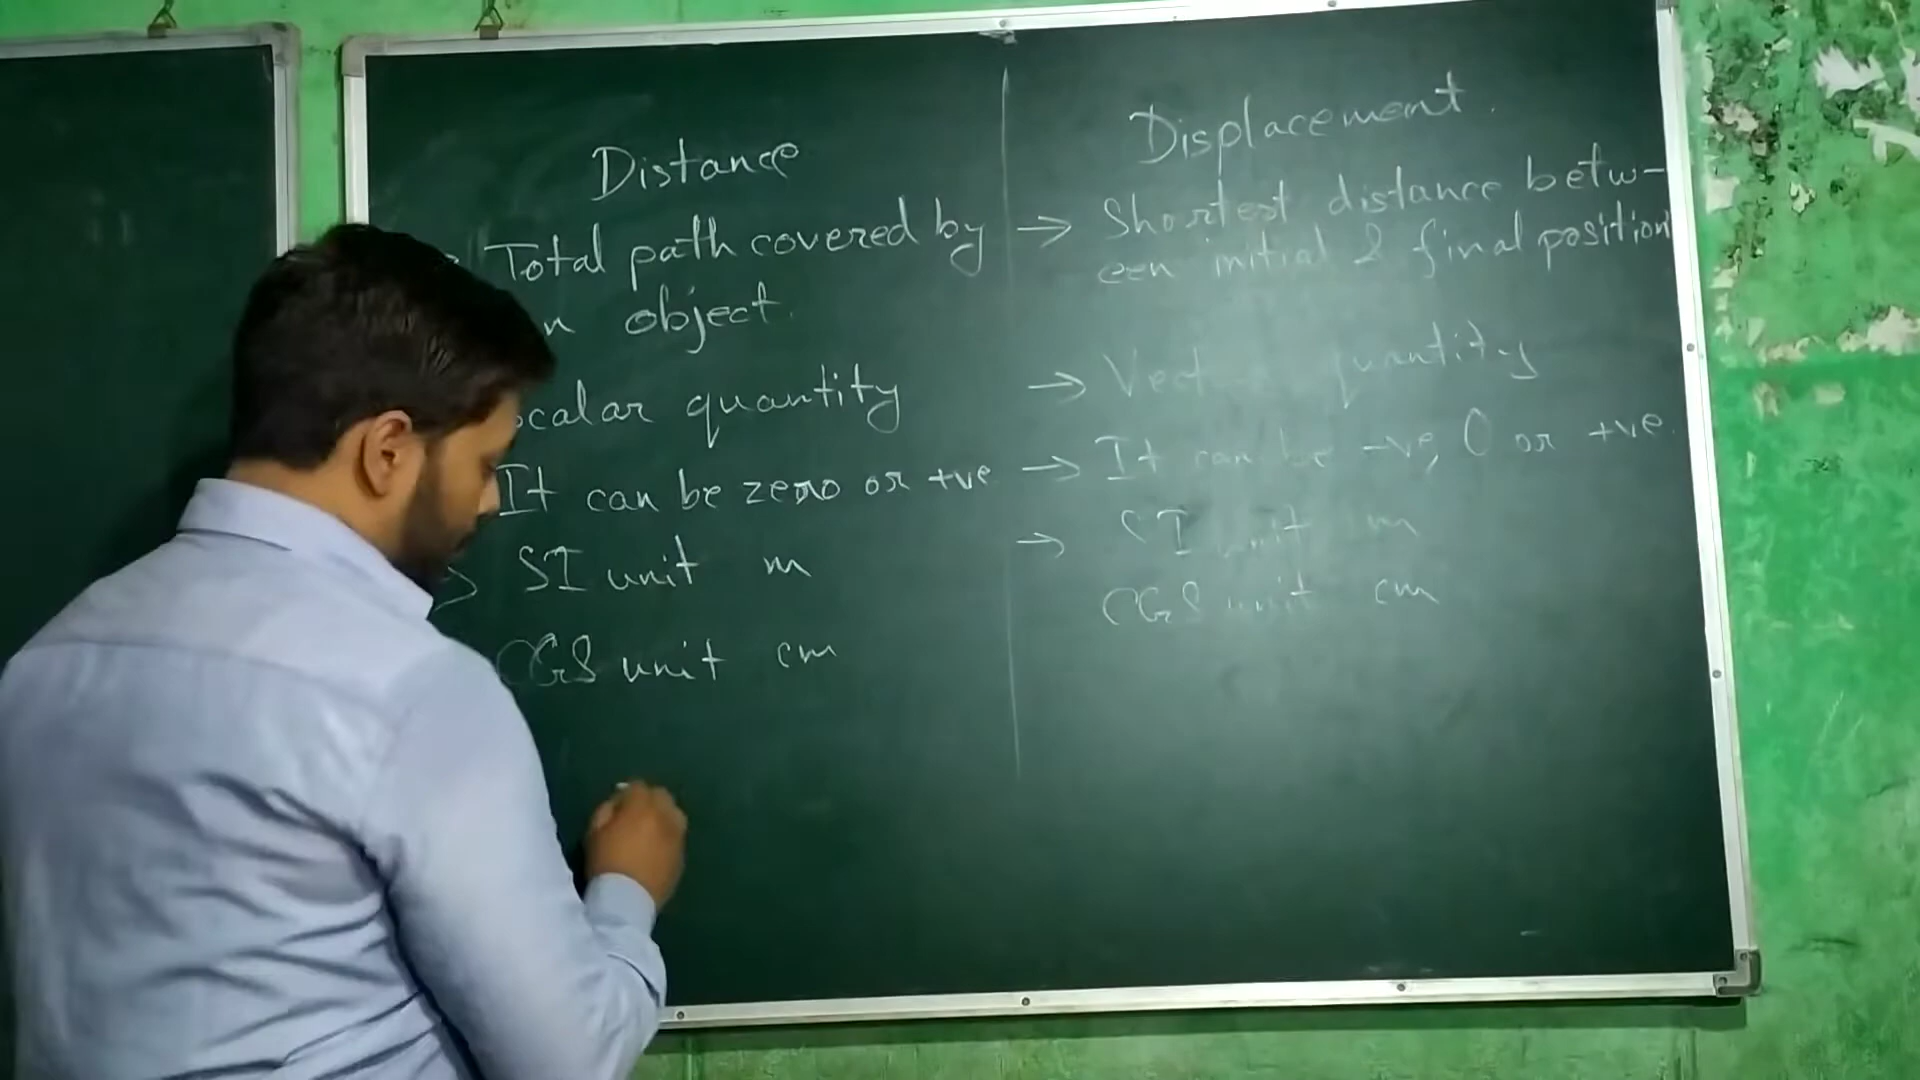 Distance
Total path covered by
n object.
calar quantity
It can be zero or +ve
> SI unit m
CGS unit cm
Displacement.
→ Shortest distance betw-
een initial & final position
→ Vect quantity
→ It can be -ve, 0 or +ve.
→ SI unit m
CGS unit cm